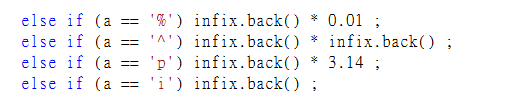 else if (a == '%') infix.back() * 0.01 ;
else if (a == '^') infix.back() * infix.back() ;
else if (a == 'p') infix.back() * 3.14 ;
else if (a == 'i') infix.back() ;